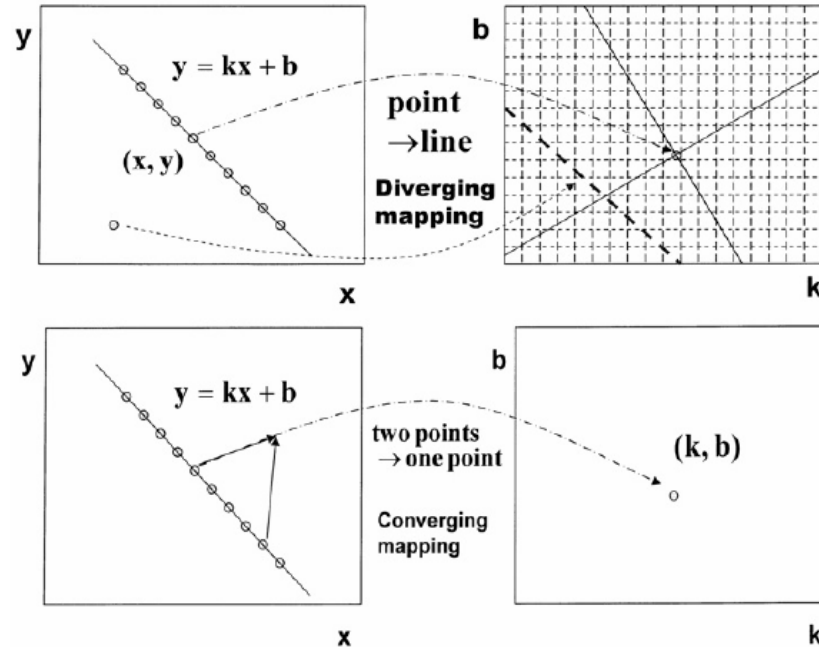 y
y = kx + b
(x, y)
x
point
→line
Diverging
mapping
b
k
y
y = kx + b
x
two points
→ one point
Converging
mapping
b
(k, b)
k